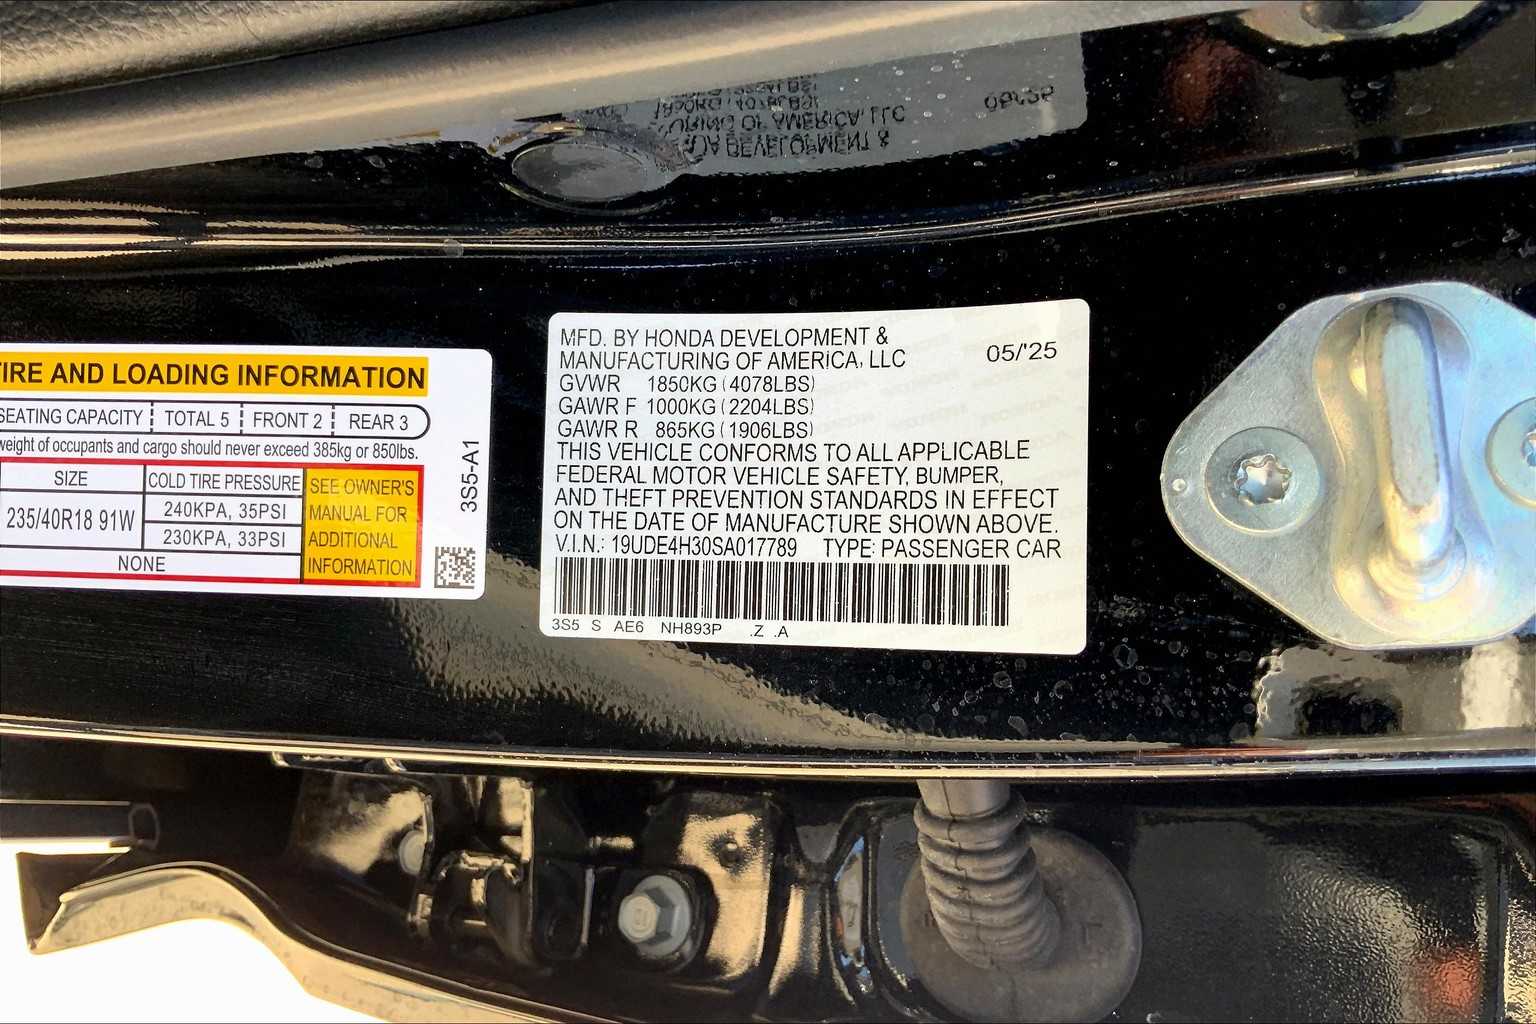 TIRE AND LOADING INFORMATION
SEATING CAPACITY TOTAL 5 FRONT 2 REAR 3
weight of occupants and cargo should never exceed 385kg or 850lbs.
SIZE COLD TIRE PRESSURE SEE OWNER'S
MANUAL FOR
ADDITIONAL
INFORMATION
235/40R18 91W 240KPA, 35PSI
230KPA, 33PSI
NONE
3S5-A1
MFD. BY HONDA DEVELOPMENT &
MANUFACTURING OF AMERICA, LLC 05/'25
GVWR 1850KG (4078LBS)
GAWR F 1000KG (2204LBS)
GAWR R 865KG (1906LBS)
THIS VEHICLE CONFORMS TO ALL APPLICABLE
FEDERAL MOTOR VEHICLE SAFETY, BUMPER,
AND THEFT PREVENTION STANDARDS IN EFFECT
ON THE DATE OF MANUFACTURE SHOWN ABOVE.
V.I.N.: 19UDE4H30SA017789 TYPE: PASSENGER CAR
3S5 S AE6 NH893P .Z .A